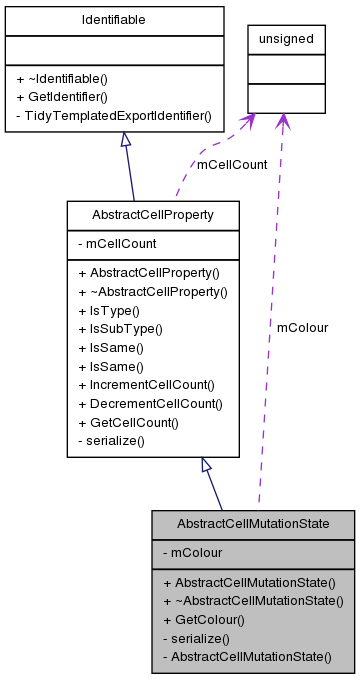 Identifiable
+ ~Identifiable()
+ GetIdentifier()
- TidyTemplatedExportIdentifier()
unsigned
mCellCount
AbstractCellProperty
- mCellCount
+ AbstractCellProperty()
+ ~AbstractCellProperty()
+ IsType()
+ IsSubType()
+ IsSame()
+ IsSame()
+ IncrementCellCount()
+ DecrementCellCount()
+ GetCellCount()
- serialize()
mColour
AbstractCellMutationState
- mColour
+ AbstractCellMutationState()
+ ~AbstractCellMutationState()
+ GetColour()
- serialize()
- AbstractCellMutationState()